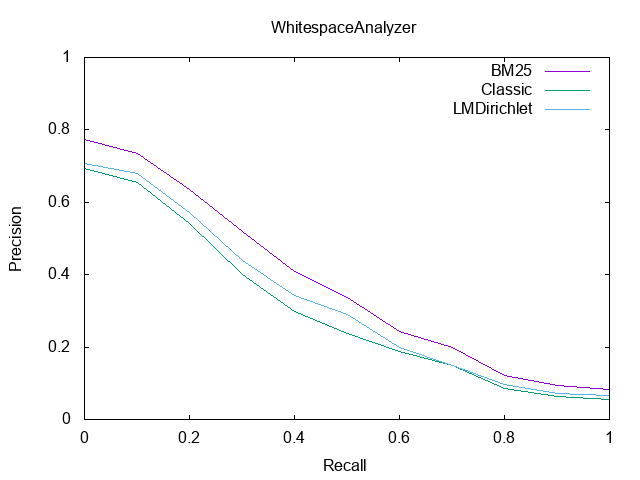 WhitespaceAnalyzer
BM25
Classic
LMDirichlet
1
0.8
0.6
0.4
0.2
0
Precision
0 0.2 0.4 0.6 0.8 1
Recall